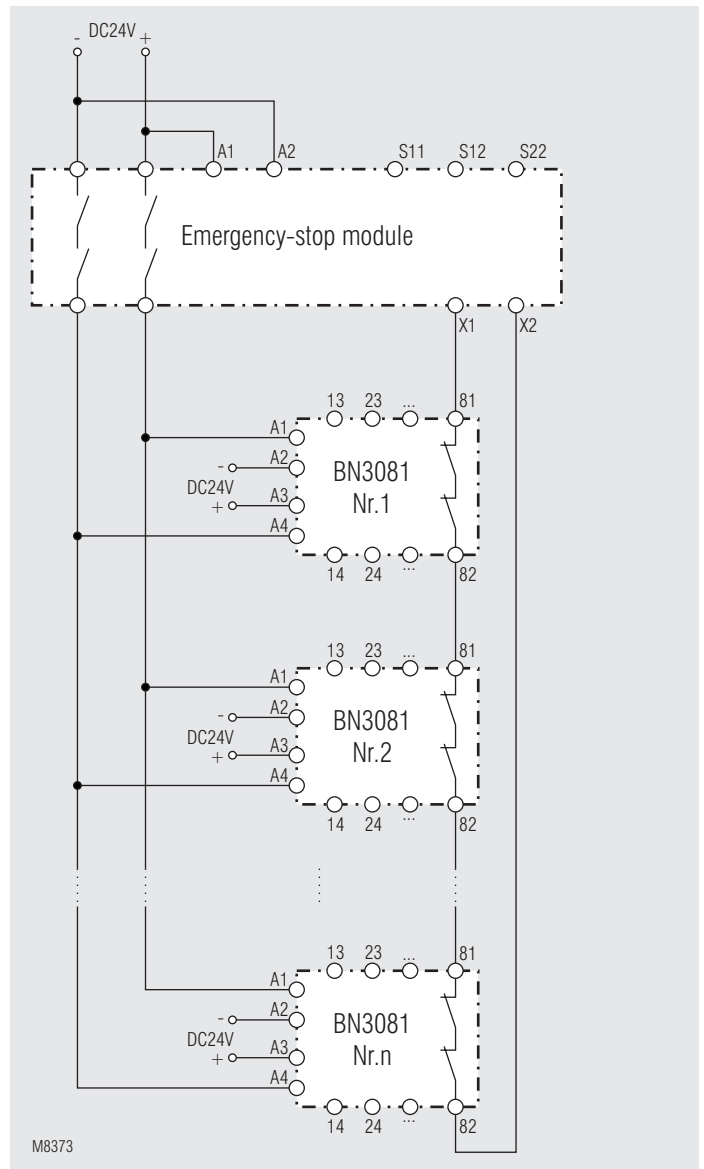 - DC24V +
A1 A2 S11 S12 S22
Emergency-stop module
X1 X2
13 23 ... 81
A1
A2 -
BN3081
DC24V
Nr.1
A3 +
A4
14 24 ... 82
13 23 ... 81
A1
A2 -
BN3081
DC24V
Nr.2
A3 +
A4
14 24 ... 82
13 23 ... 81
A1
A2 -
BN3081
DC24V
Nr.n
A3 +
A4
14 24 ... 82
M8373